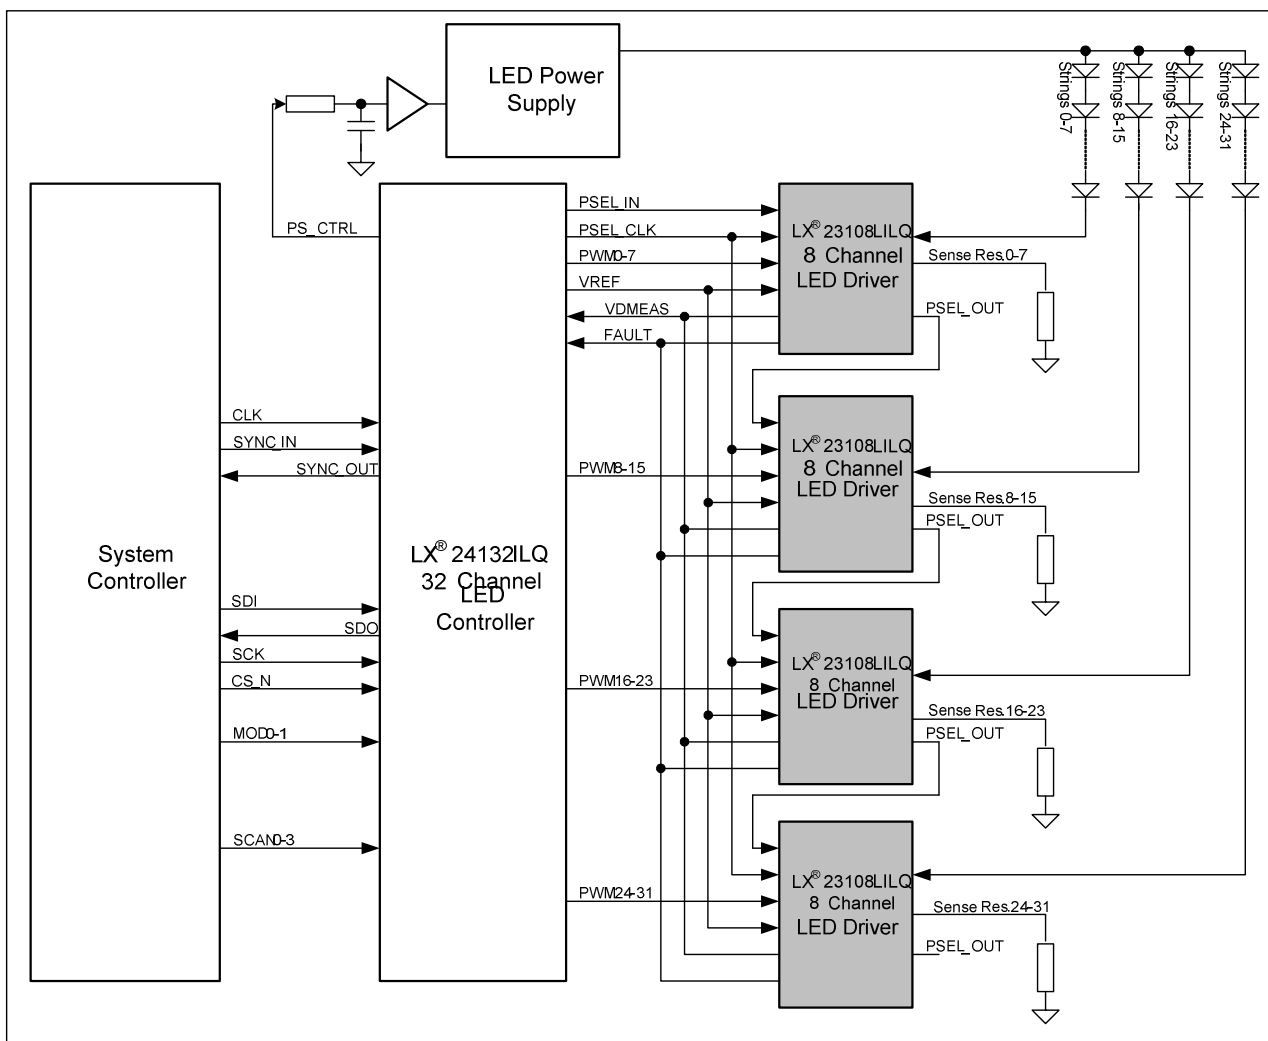 LED Power
Supply
Strings 0-7
Strings 8-15
Strings 16-23
Strings 24-31
PS_CTRL
PSEL_IN
PSEL_CLK
PWM0-7
VREF
VDMEAS
FAULT
LX® 23108LILQ
8 Channel
LED Driver
Sense Res.0-7
PSEL_OUT
CLK
SYNC_IN
SYNC_OUT
PWM8-15
LX® 23108LILQ
8 Channel
LED Driver
Sense Res.8-15
PSEL_OUT
System
Controller
LX® 24132ILQ
32 Channel
LED
Controller
SDI
SDO
SCK
CS_N
MOD0-1
SCAN0-3
PWM16-23
LX® 23108LILQ
8 Channel
LED Driver
Sense Res.16-23
PSEL_OUT
PWM24-31
LX® 23108LILQ
8 Channel
LED Driver
Sense Res.24-31
PSEL_OUT